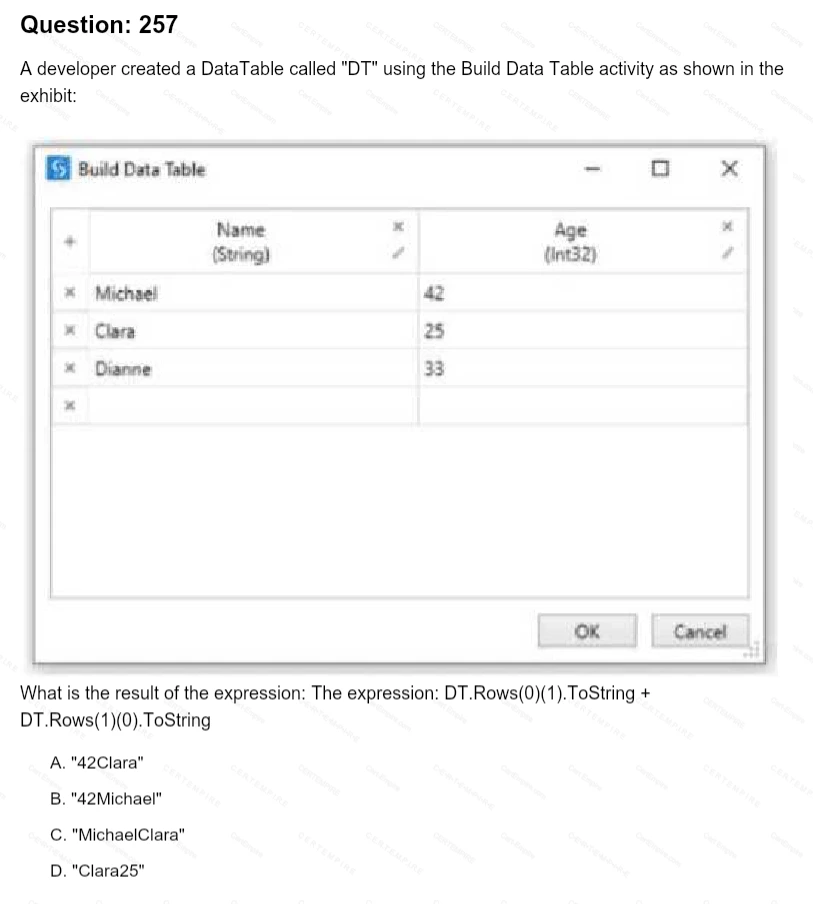 Question: 257
A developer created a DataTable called "DT" using the Build Data Table activity as shown in the
exhibit:
Build Data Table
Name
(String)
Age
(Int32)
Michael 42
Clara 25
Dianne 33
OK Cancel
What is the result of the expression: The expression: DT.Rows(0)(1).ToString +
DT.Rows(1)(0).ToString
A. "42Clara"
B. "42Michael"
C. "MichaelClara"
D. "Clara25"